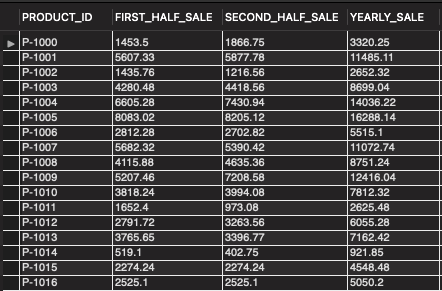 PRODUCT_ID FIRST_HALF_SALE SECOND_HALF_SALE YEARLY_SALE
P-1000 1453.5 1866.75 3320.25
P-1001 5607.33 5877.78 11485.11
P-1002 1435.76 1216.56 2652.32
P-1003 4280.48 4418.56 8699.04
P-1004 6605.28 7430.94 14036.22
P-1005 8083.02 8205.12 16288.14
P-1006 2812.28 2702.82 5515.1
P-1007 5682.32 5390.42 11072.74
P-1008 4115.88 4635.36 8751.24
P-1009 5207.46 7208.58 12416.04
P-1010 3818.24 3994.08 7812.32
P-1011 1652.4 973.08 2625.48
P-1012 2791.72 3263.56 6055.28
P-1013 3765.65 3396.77 7162.42
P-1014 519.1 402.75 921.85
P-1015 2274.24 2274.24 4548.48
P-1016 2525.1 2525.1 5050.2